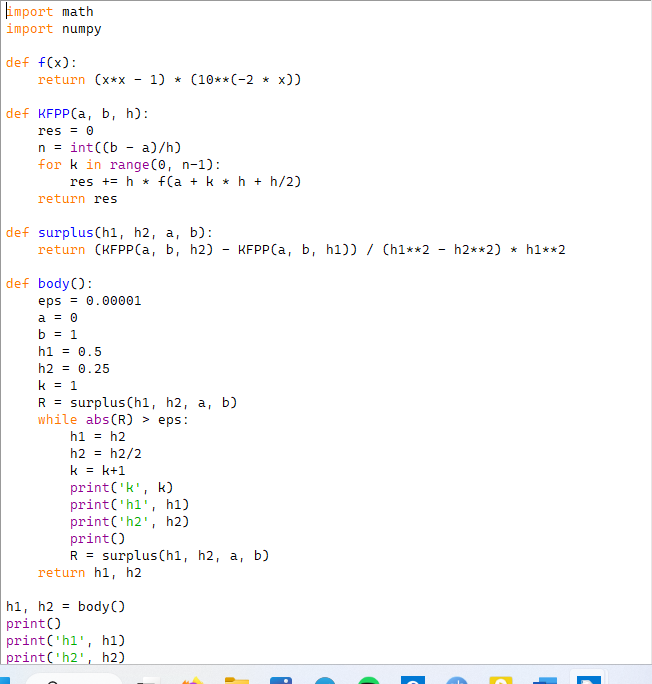 import math
import numpy

def f(x):
    return (x*x - 1) * (10**(-2 * x))

def KFPP(a, b, h):
    res = 0
    n = int((b - a)/h)
    for k in range(0, n-1):
        res += h * f(a + k * h + h/2)
    return res

def surplus(h1, h2, a, b):
    return (KFPP(a, b, h2) - KFPP(a, b, h1)) / (h1**2 - h2**2) * h1**2

def body():
    eps = 0.00001
    a = 0
    b = 1
    h1 = 0.5
    h2 = 0.25
    k = 1
    R = surplus(h1, h2, a, b)
    while abs(R) > eps:
        h1 = h2
        h2 = h2/2
        k = k+1
        print('k', k)
        print('h1', h1)
        print('h2', h2)
        print()
        R = surplus(h1, h2, a, b)
    return h1, h2

h1, h2 = body()
print()
print('h1', h1)
print('h2', h2)